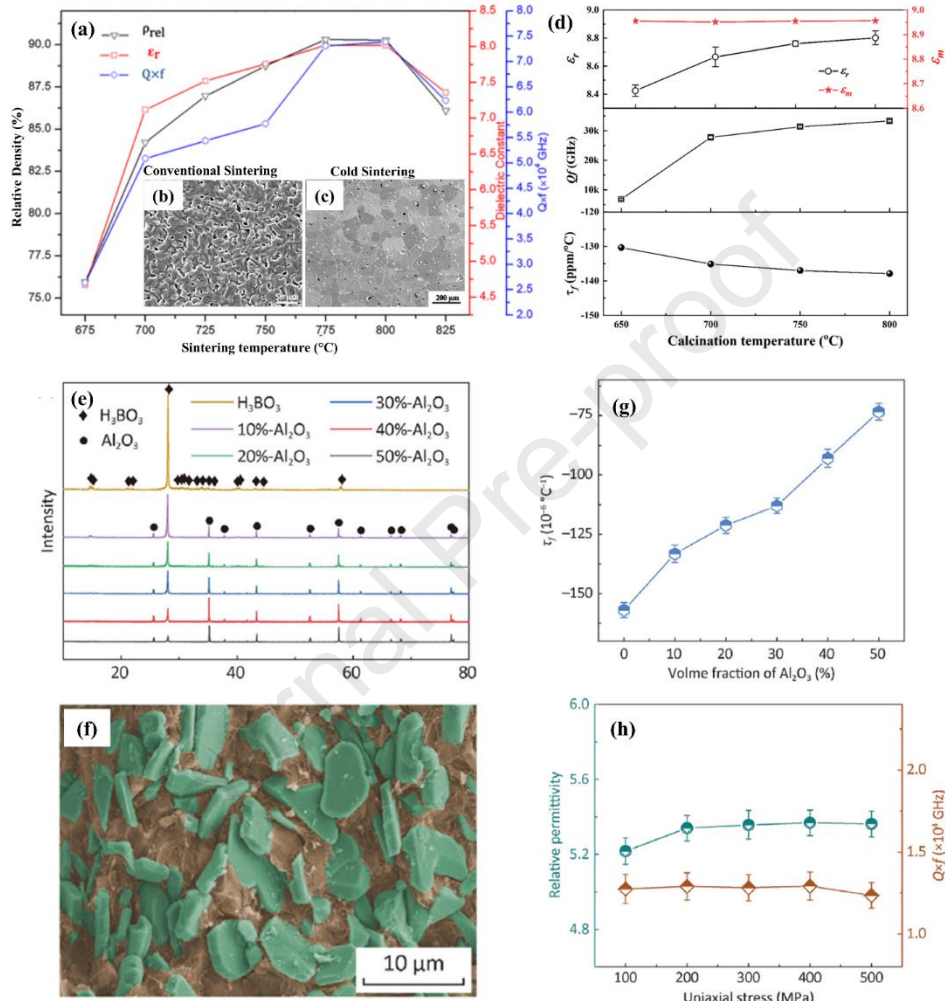 (a)
ρrel
εr
Q×f
Relative Density (%)
90.0
87.5
85.0
82.5
80.0
77.5
75.0
675 700 725 750 775 800 825
Sintering temperature (°C)
8.5
8.0
7.5
7.0
6.5
6.0
5.5
5.0
4.5
Dielectric Constant
8.0
7.5
7.0
6.5
6.0
5.5
5.0
4.5
4.0
3.5
3.0
2.5
2.0
Q×f (×10⁴ GHz)
Conventional Sintering
(b)
Cold Sintering
(c)
200 μm
(d)
9.0
8.8
8.6
8.4
εr
9.0
8.9
8.8
8.7
8.6
εm
εr
εm
30k
20k
10k
Qf (GHz)
-120
-130
-140
-150
τf (ppm/°C)
650 700 750 800
Calcination temperature (°C)
(e)
H₃BO₃
Al₂O₃
H₃BO₃
10%-Al₂O₃
20%-Al₂O₃
30%-Al₂O₃
40%-Al₂O₃
50%-Al₂O₃
Intensity
20 40 60 80
(g)
−75
−100
−125
−150
τf (10⁻⁶ °C⁻¹)
0 10 20 30 40 50
Volme fraction of Al₂O₃ (%)
(f)
10 μm
(h)
6.0
5.6
5.2
4.8
Relative permittivity
2.0
1.5
1.0
Q×f (×10⁴ GHz)
100 200 300 400 500
Uniaxial stress (MPa)
rnal Pre-proof